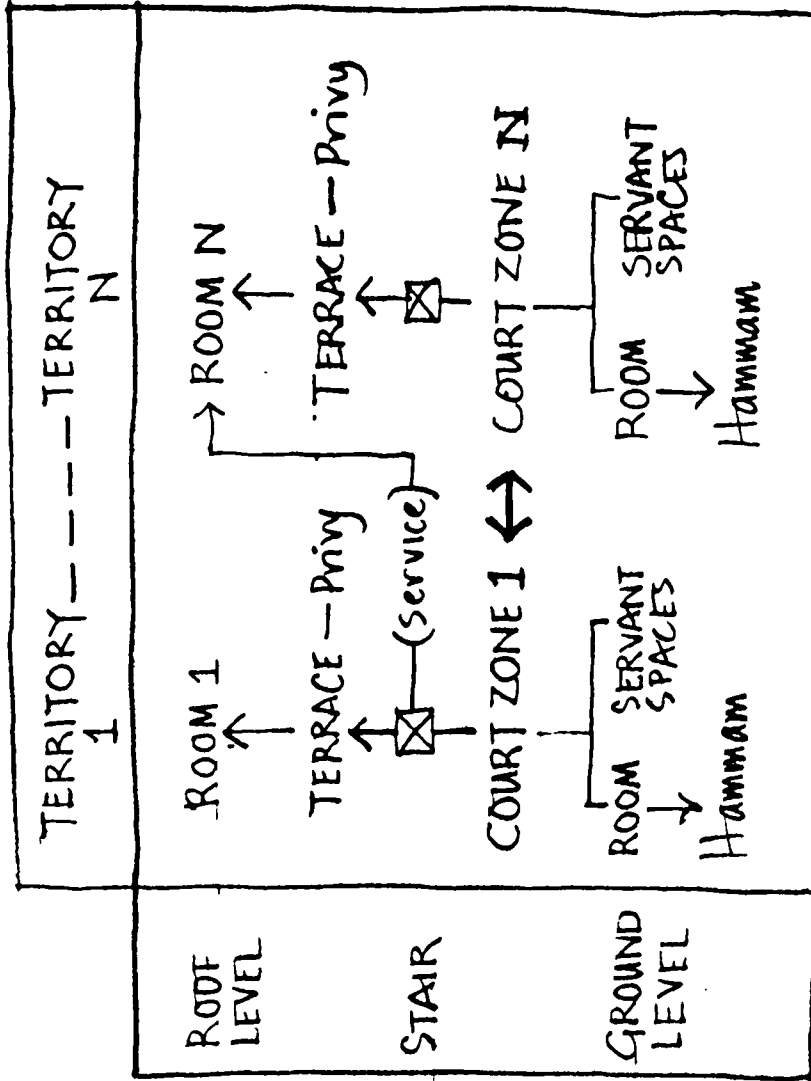 TERRITORY - - - - TERRITORY
1 N
ROOF
LEVEL
ROOM 1
ROOM N
TERRACE — Privy
TERRACE — Privy
STAIR
(Service)
COURT ZONE 1
COURT ZONE N
GROUND
LEVEL
ROOM
SERVANT
SPACES
ROOM
SERVANT
SPACES
Hammam
Hammam